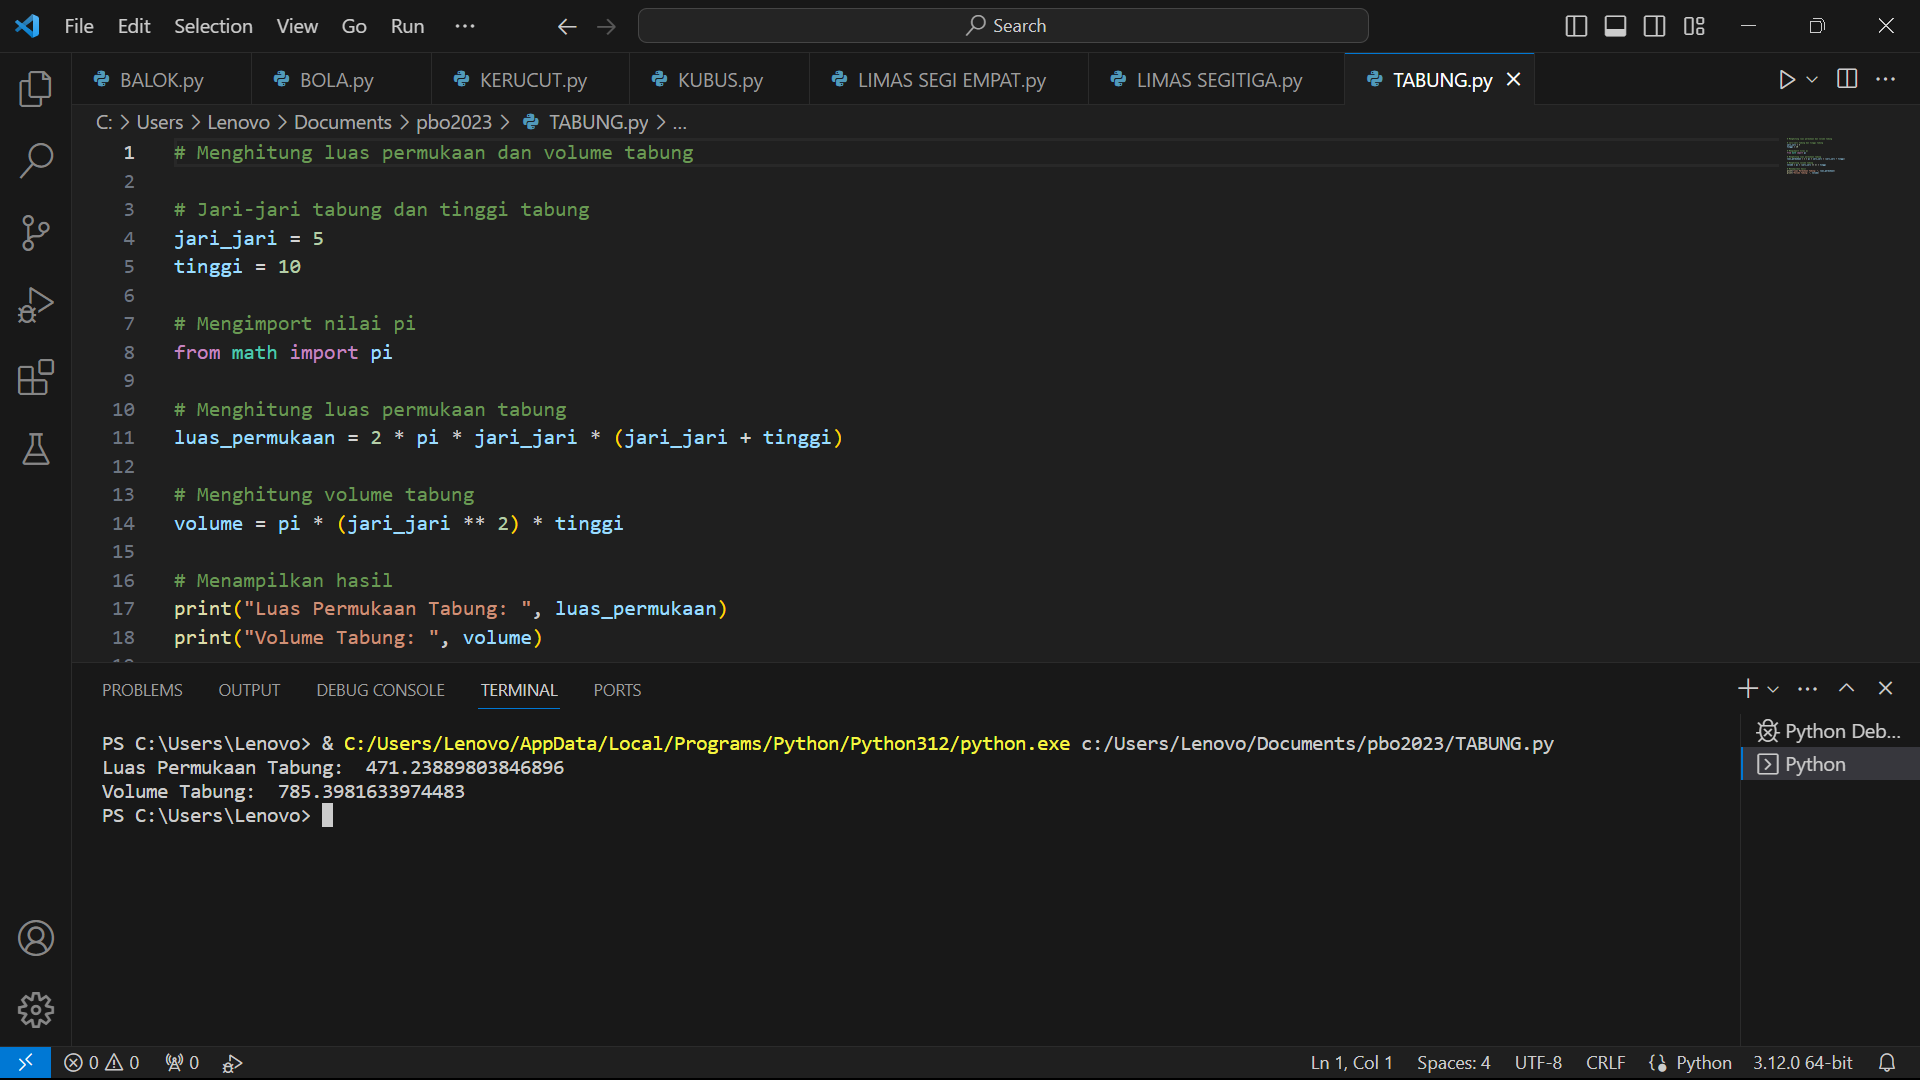 File Edit Selection View Go Run ··· Search
BALOK.py BOLA.py KERUCUT.py KUBUS.py LIMAS SEGI EMPAT.py LIMAS SEGITIGA.py TABUNG.py
C: > Users > Lenovo > Documents > pbo2023 > TABUNG.py > ...
1 # Menghitung luas permukaan dan volume tabung
2
3 # Jari-jari tabung dan tinggi tabung
4 jari_jari = 5
5 tinggi = 10
6
7 # Mengimport nilai pi
8 from math import pi
9
10 # Menghitung luas permukaan tabung
11 luas_permukaan = 2 * pi * jari_jari * (jari_jari + tinggi)
12
13 # Menghitung volume tabung
14 volume = pi * (jari_jari ** 2) * tinggi
15
16 # Menampilkan hasil
17 print("Luas Permukaan Tabung: ", luas_permukaan)
18 print("Volume Tabung: ", volume)
PROBLEMS OUTPUT DEBUG CONSOLE TERMINAL PORTS
PS C:\Users\Lenovo> & C:/Users/Lenovo/AppData/Local/Programs/Python/Python312/python.exe c:/Users/Lenovo/Documents/pbo2023/TABUNG.py
Luas Permukaan Tabung:  471.23889803846896
Volume Tabung:  785.3981633974483
PS C:\Users\Lenovo>
Python Deb...
Python
0 0 0 Ln 1, Col 1 Spaces: 4 UTF-8 CRLF Python 3.12.0 64-bit